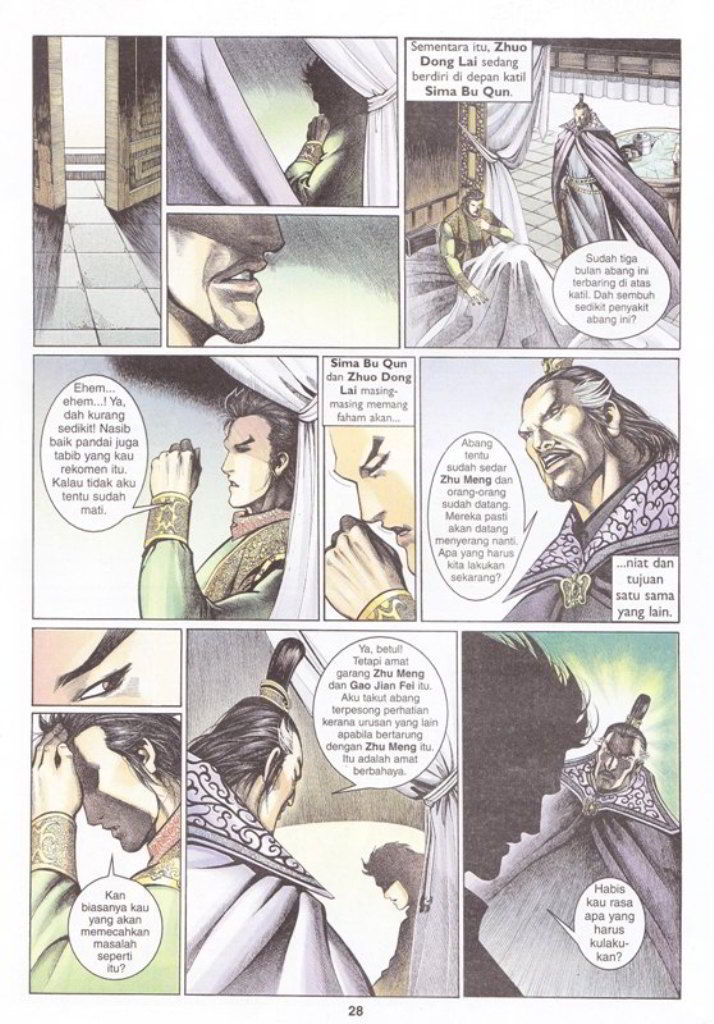 Sementara itu, Zhuo
Dong Lai sedang
berdiri di depan katil
Sima Bu Qun.
Sudah tiga
bulan abang ini
terbaring di atas
katil. Dah sembuh
sedikit penyakit
abang ini?
Ehem...
ehem...! Ya,
dah kurang
sedikit! Nasib
baik pandai juga
tabib yang kau
rekomen itu.
Kalau tidak aku
tentu sudah
mati.
Sima Bu Qun
dan Zhuo Dong
Lai masing-
masing memang
faham akan...
Abang
tentu
sudah sedar
Zhu Meng dan
orang-orang
sudah datang.
Mereka pasti
akan datang
menyerang nanti.
Apa yang harus
kita lakukan
sekarang?
...niat dan
tujuan
satu sama
yang lain.
Kan
biasanya kau
yang akan
memecahkan
masalah
seperti
itu?
Ya, betul!
Tetapi amat
garang Zhu Meng
dan Gao Jian Fei itu.
Aku takut abang
terpesong perhatian
kerana urusan yang lain
apabila bertarung
dengan Zhu Meng itu.
Itu adalah amat
berbahaya.
Habis
kau rasa
apa yang
harus
kulaku-
kan?
28